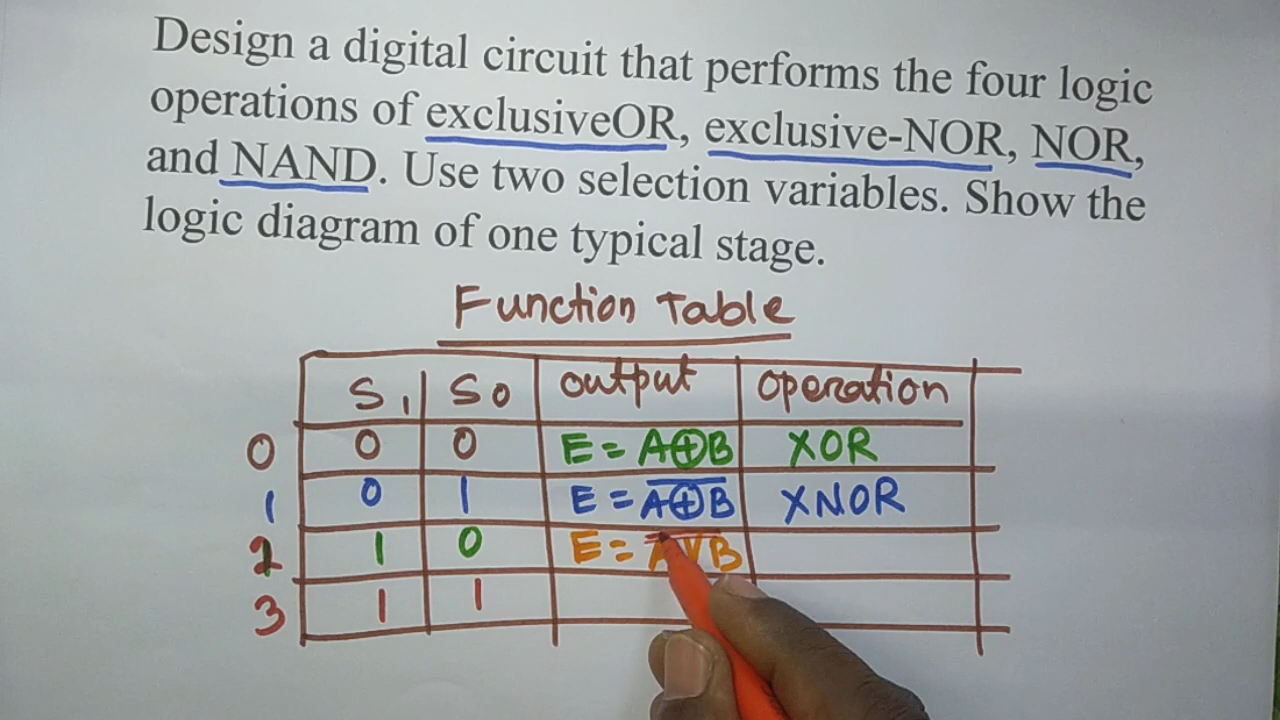 Design a digital circuit that performs the four logic
operations of exclusiveOR, exclusive-NOR, NOR,
and NAND. Use two selection variables. Show the
logic diagram of one typical stage.
Function Table
S1 S0 output operation
0 0 0 E = A⊕B XOR
1 0 1 E = A̅⊕̅B̅ XNOR
2 1 0 E = A̅V̅B̅
3 1 1